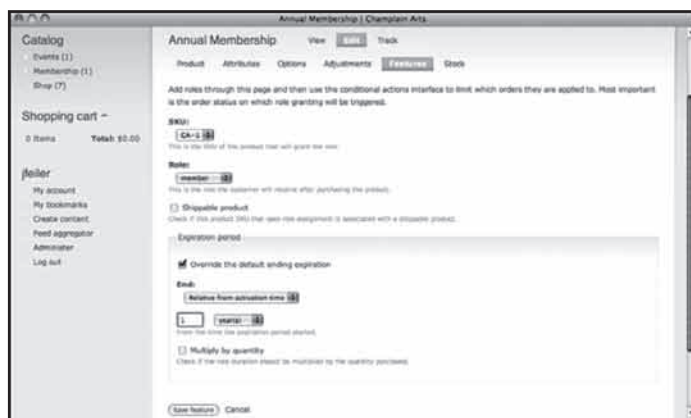 Annual Membership | Champlain Arts
Catalog
Events (1)
Membership (1)
Shop (7)
Shopping cart
0 Items Total: $0.00
jfeiler
My account
My bookmarks
Create content
Feed aggregator
Administer
Log out
Annual Membership View Edit Track
Product Attributes Options Adjustments Features Stock
Add roles through this page and then use the conditional actions interface to limit which orders they are applied to. Most important
is the order status on which role granting will be triggered.
SKU:
CA-1
This is the SKU of the product that will grant the role.
Role:
member
This is the role the customer will receive after purchasing the product.
Shippable product
Check if this product SKU that uses role assignment is associated with a shippable product.
Expiration period
Override the default ending expiration
End:
Relative from activation time
1 year(s)
From the time the expiration period started.
Multiply by quantity
Check if the role duration should be multiplied by the quantity purchased.
Save feature Cancel